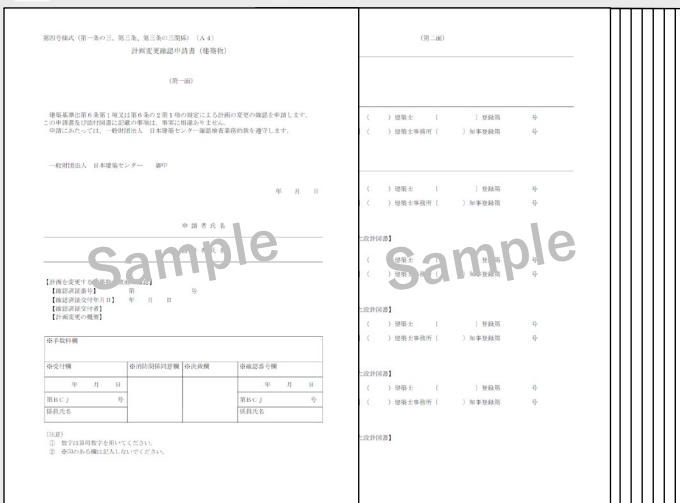 第四号様式(第一条の三、第三条、第三条の三関係)(A4)
計画変更確認申請書(建築物)
(第一面)
建築基準法第6条第1項又は第6条の2第1項の規定による計画の変更の確認を申請します。
この申請書及び添付図書に記載の事項は、事実に相違ありません。
申請にあたっては、一般財団法人 日本建築センター確認検査業務約款を遵守します。
一般財団法人 日本建築センター 御中
年 月 日
申請者氏名
Sample
【計画を変更する
【確認済証番号】 第 号
【確認済証交付年月日】 年 月 日
【確認済証交付者】
【計画変更の概要】
※手数料欄
※受付欄 ※消防関係同意欄 ※決裁欄 ※確認番号欄
年 月 日 年 月 日
第BCJ 号 第BCJ 号
係員氏名 係員氏名
(注意)
① 数字は算用数字を用いてください。
② ※印のある欄は記入しないでください。
(第二面)
( )建築士 ( )登録第 号
( )建築士事務所( )知事登録第 号
( )建築士 ( )登録第 号
( )建築士事務所( )知事登録第 号
設計図書】
( )建築士 ( )登録第 号
( )建築士事務所( )知事登録第 号
Sample
設計図書】
( )建築士 ( )登録第 号
( )建築士事務所( )知事登録第 号
設計図書】
( )建築士 ( )登録第 号
( )建築士事務所( )知事登録第 号
設計図書】